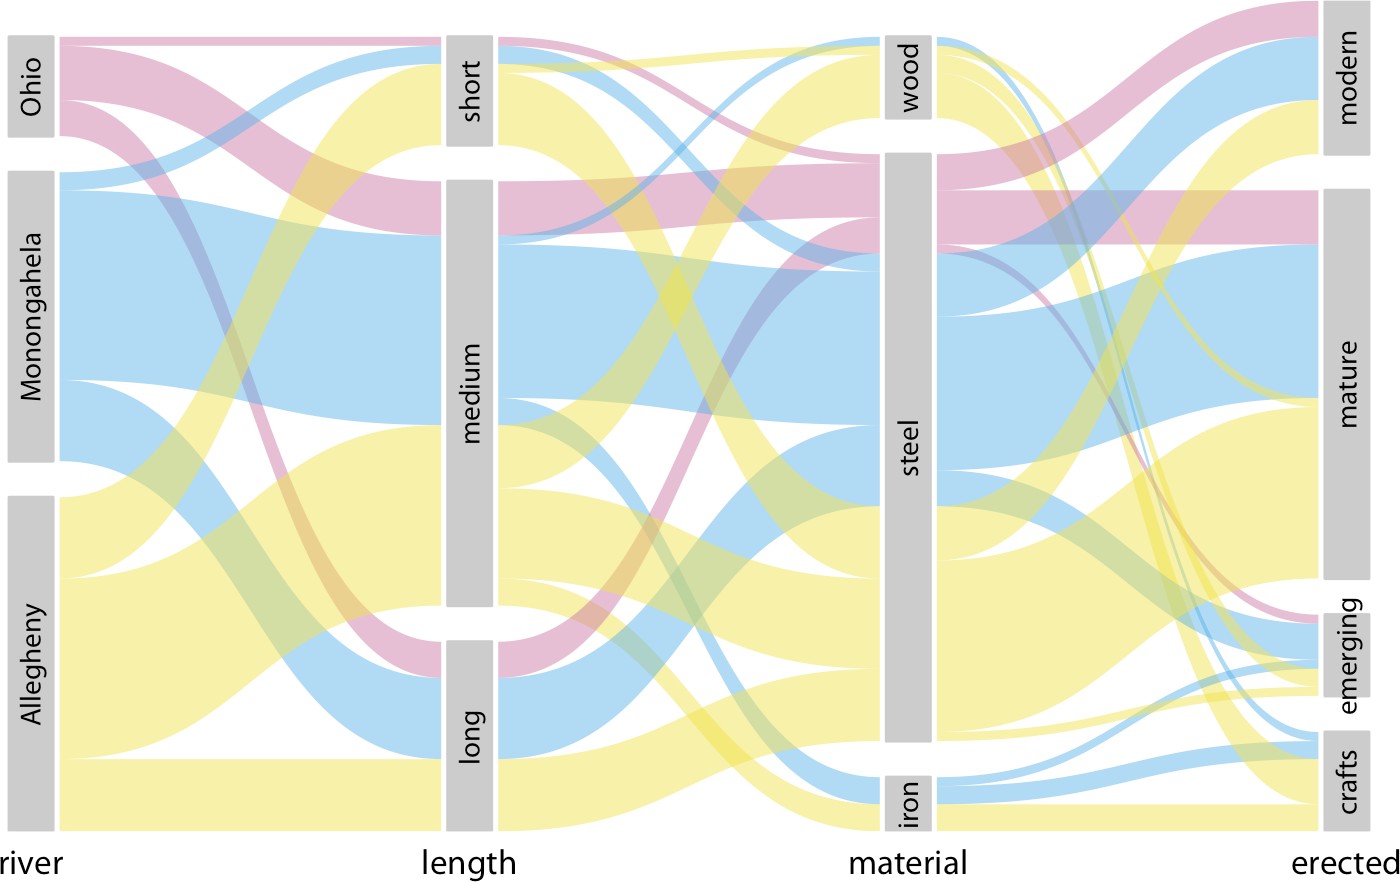 Ohio
Monongahela
Allegheny
short
medium
long
wood
steel
iron
modern
mature
emerging
crafts
river
length
material
erected